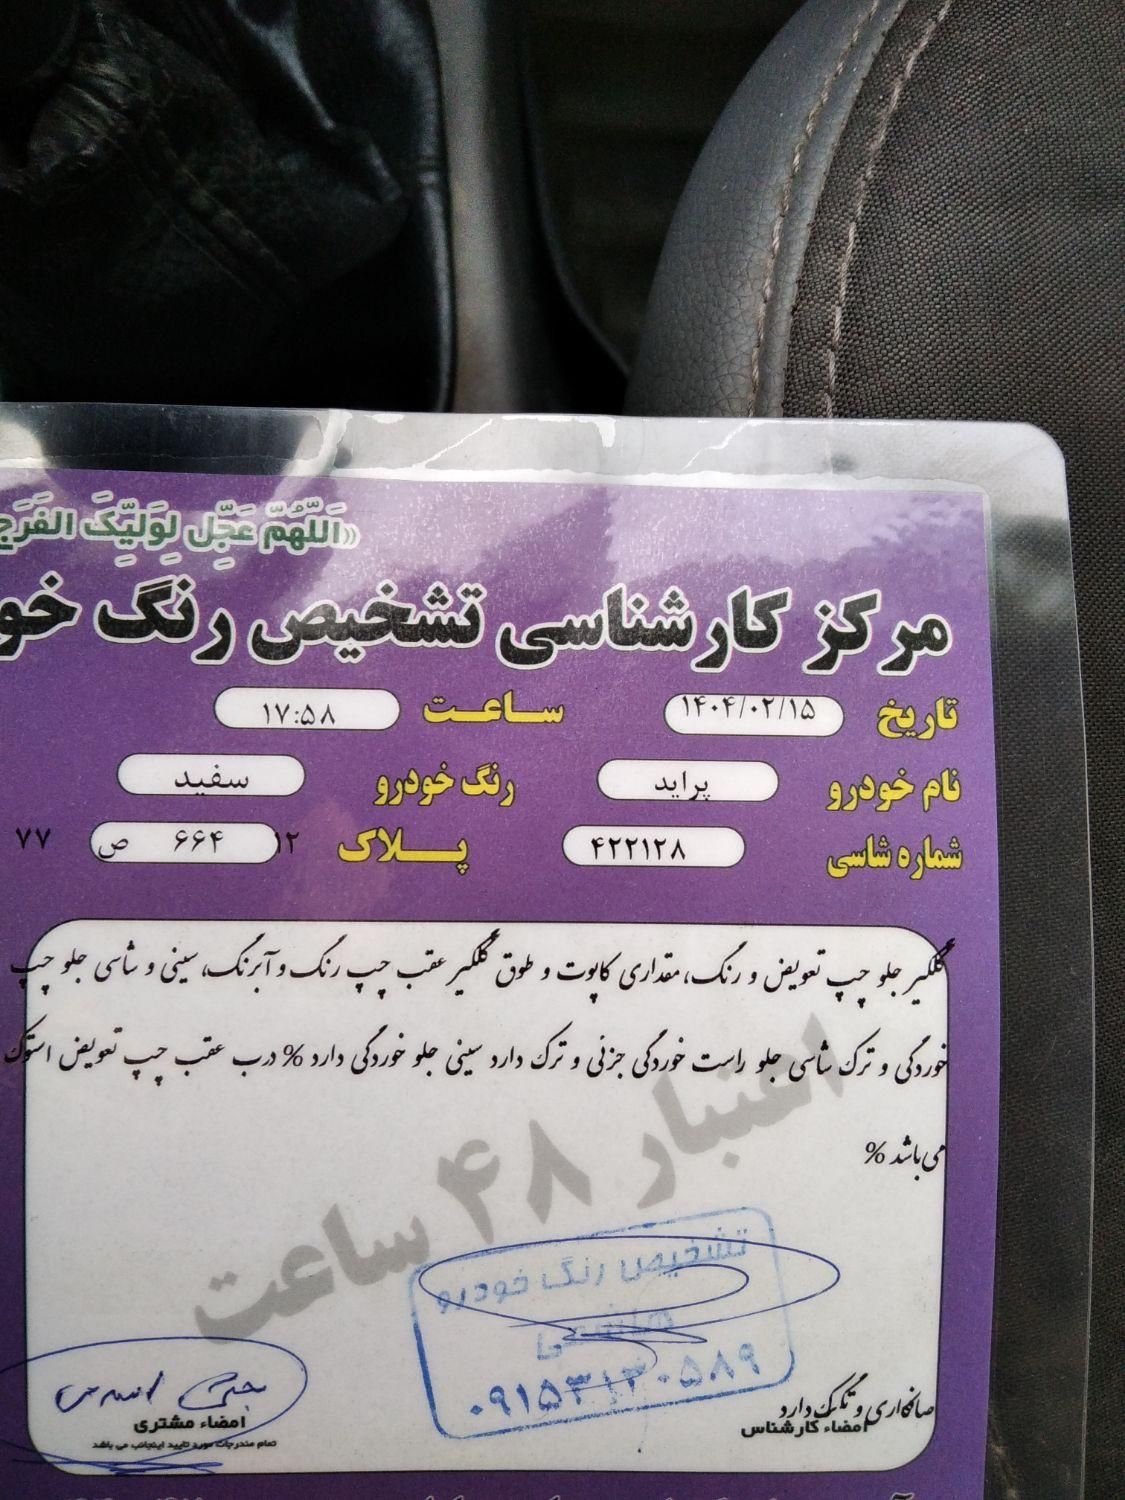 «اَللّهُمَّ عَجِّل لِوَلیِّکَ الفَرَج
مرکز کارشناسی تشخیص رنگ خو
تاریخ ۱۴۰۴/۰۲/۱۵ ساعت ۱۷:۵۸
نام خودرو پراید رنگ خودرو سفید
شماره شاسی ۴۲۲۱۲۸ پلاک ۱۲ ۶۶۴ ص ۷۷
گلگیر جلو چپ تعویض و رنگ، مقداری کاپوت و طوق گلگیر عقب چپ رنگ و آبرنگ، سینی و شاسی جلو چپ
خوردگی و ترک شاسی جلو راست خوردگی جزئی و ترک دارد سینی جلو خوردگی دارد % درب عقب چپ تعویض استوک
می باشد %
اعتبار ۴۸ ساعت
تشخیص رنگ خودرو
هاشمی
۰۹۱۵۳۱۳۰۵۸۹
صافکاری و تگرگ دارد
امضاء کارشناس
امضاء مشتری
تمام مندرجات مورد تایید اینجانب می باشد